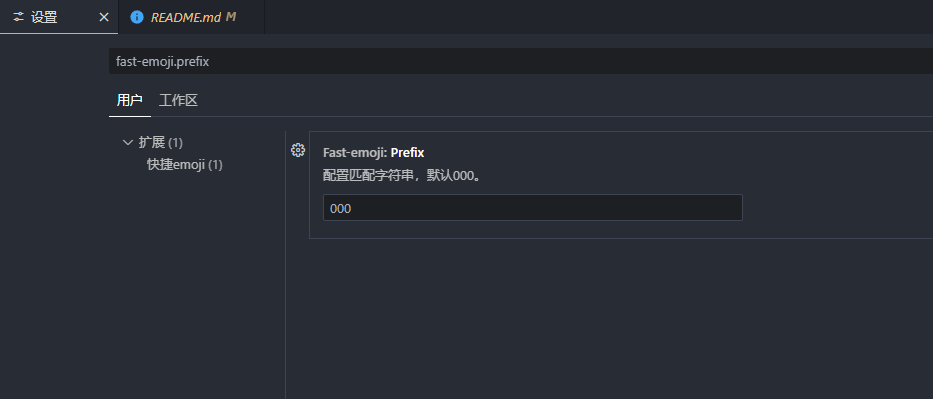 设置
README.md M
fast-emoji.prefix
用户 工作区
扩展 (1)
快捷emoji (1)
Fast-emoji: Prefix
配置匹配字符串，默认000。
000